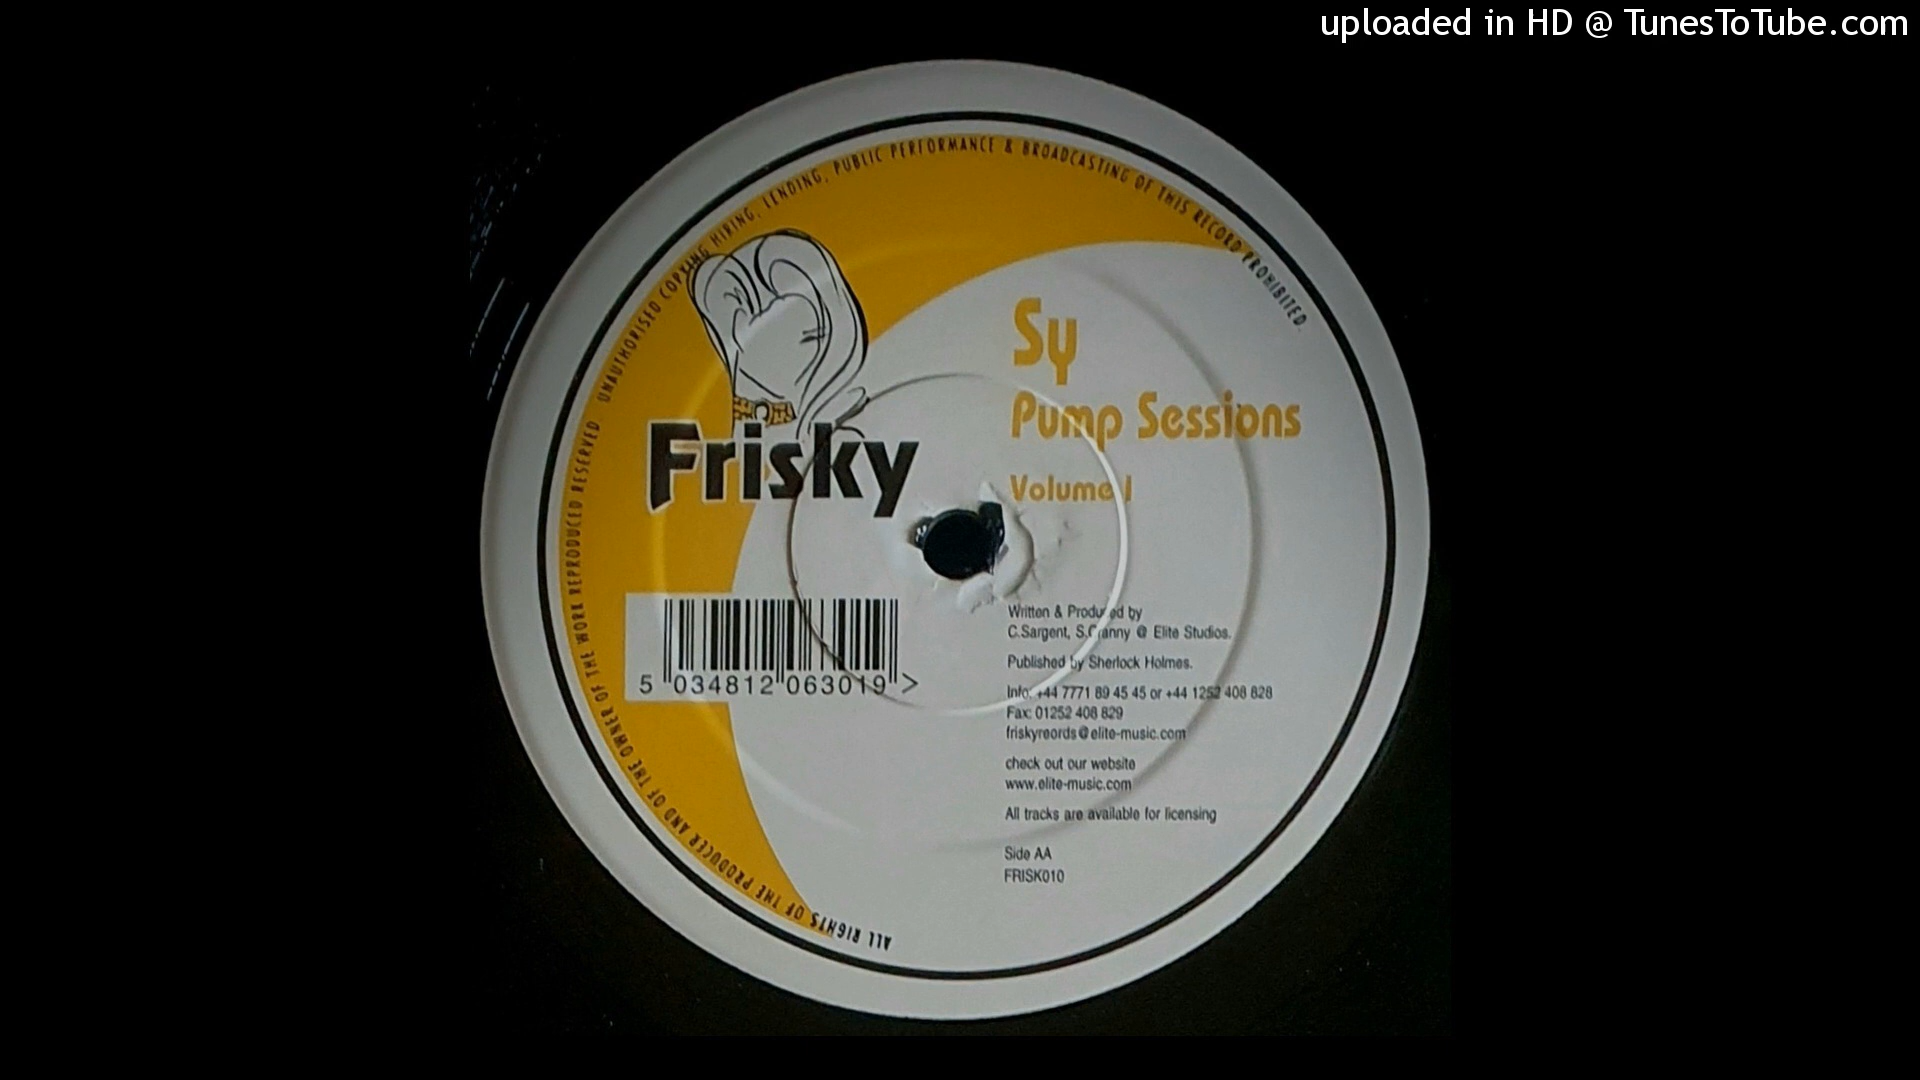 uploaded in HD @ TunesToTube.com
ALL RIGHTS OF THE PRODUCER AND OF THE OWNER OF THE WORK REPRODUCED RESERVED UNAUTHORISED COPYING HIRING, LENDING, PUBLIC PERFORMANCE & BROADCASTING OF THIS RECORD PROHIBITED.
Frisky
Sy
Pump Sessions
Volume 1
5 034812 063019 >
Written & Produced by
C.Sargent, S.Cranny @ Elite Studios.
Published by Sherlock Holmes.
Info: +44 7771 89 45 45 or +44 1252 408 828
Fax: 01252 408 829
friskyreords@elite-music.com
check out our website
www.elite-music.com
All tracks are available for licensing
Side AA
FRISK010